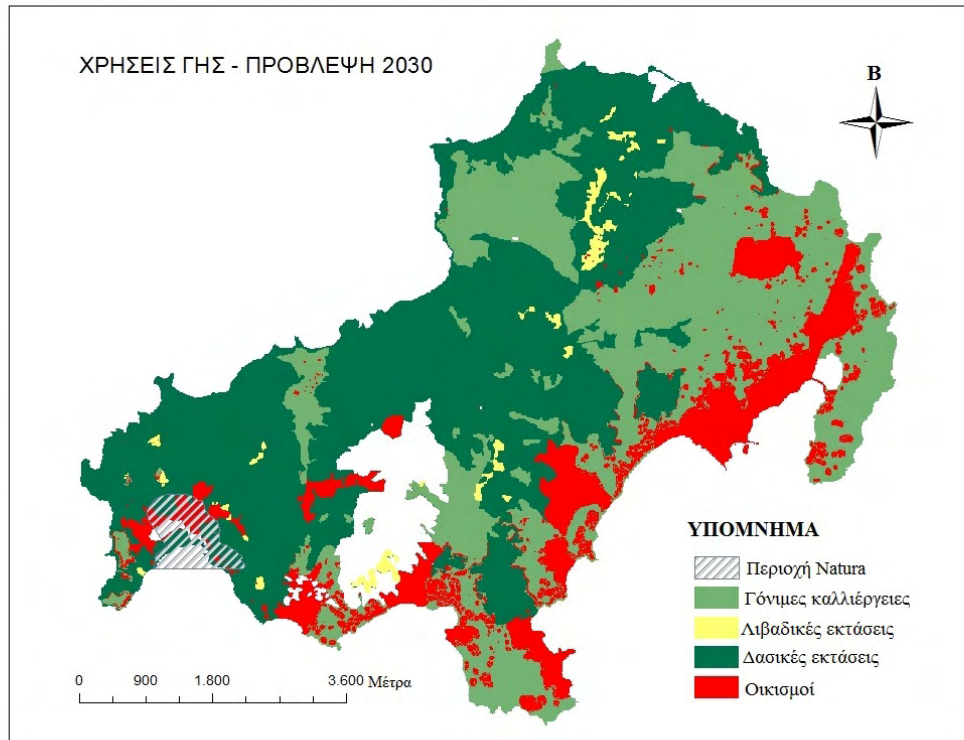 ΧΡΗΣΕΙΣ ΓΗΣ - ΠΡΟΒΛΕΨΗ 2030
Β
ΥΠΟΜΝΗΜΑ
Περιοχή Natura
Γόνιμες καλλιέργειες
Λιβαδικές εκτάσεις
Δασικές εκτάσεις
Οικισμοί
0 900 1.800 3.600 Μέτρα